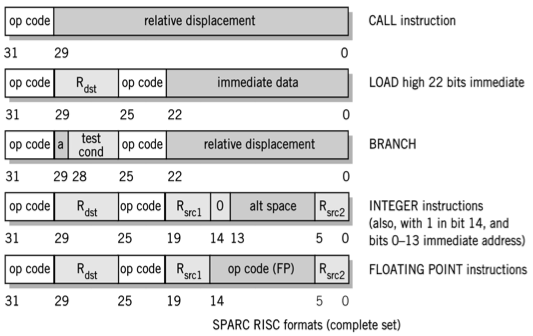 op code relative displacement CALL instruction
31 29 0
op code Rdst op code immediate data LOAD high 22 bits immediate
31 29 25 22 0
op code a test cond op code relative displacement BRANCH
31 29 28 25 22 0
op code Rdst op code Rsrc1 0 alt space Rsrc2 INTEGER instructions
(also, with 1 in bit 14, and
31 29 25 19 14 13 5 0 bits 0–13 immediate address)
op code Rdst op code Rsrc1 op code (FP) Rsrc2 FLOATING POINT instructions
31 29 25 19 14 5 0
SPARC RISC formats (complete set)